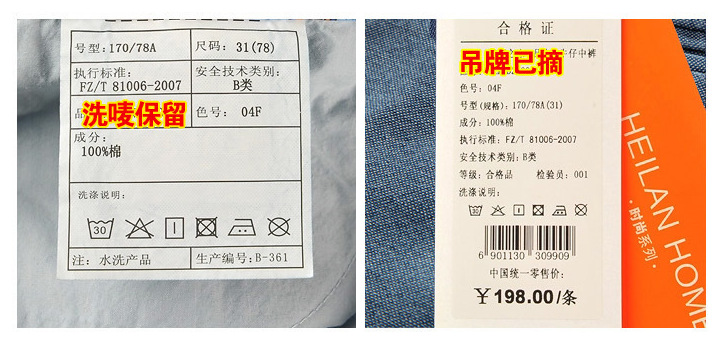 号型:170/78A
尺码: 31(78)
执行标准:
FZ/T 81006-2007
安全技术类别:
B类
洗唛保留
色号: 04F
成分:
100%棉
洗涤说明:
30
注: 水洗产品
生产编号:B-361
合格证
仔中裤
吊牌已摘
色号: 04F
号型(规格):170/78A(31)
成分:100%棉
执行标准: FZ/T 81006-2007
安全技术类别: B类
等级: 合格品 检验员: 001
洗涤说明:
6 901130 309909
中国统一零售价:
¥198.00/条
HEILAN HOME
·时尚系列·